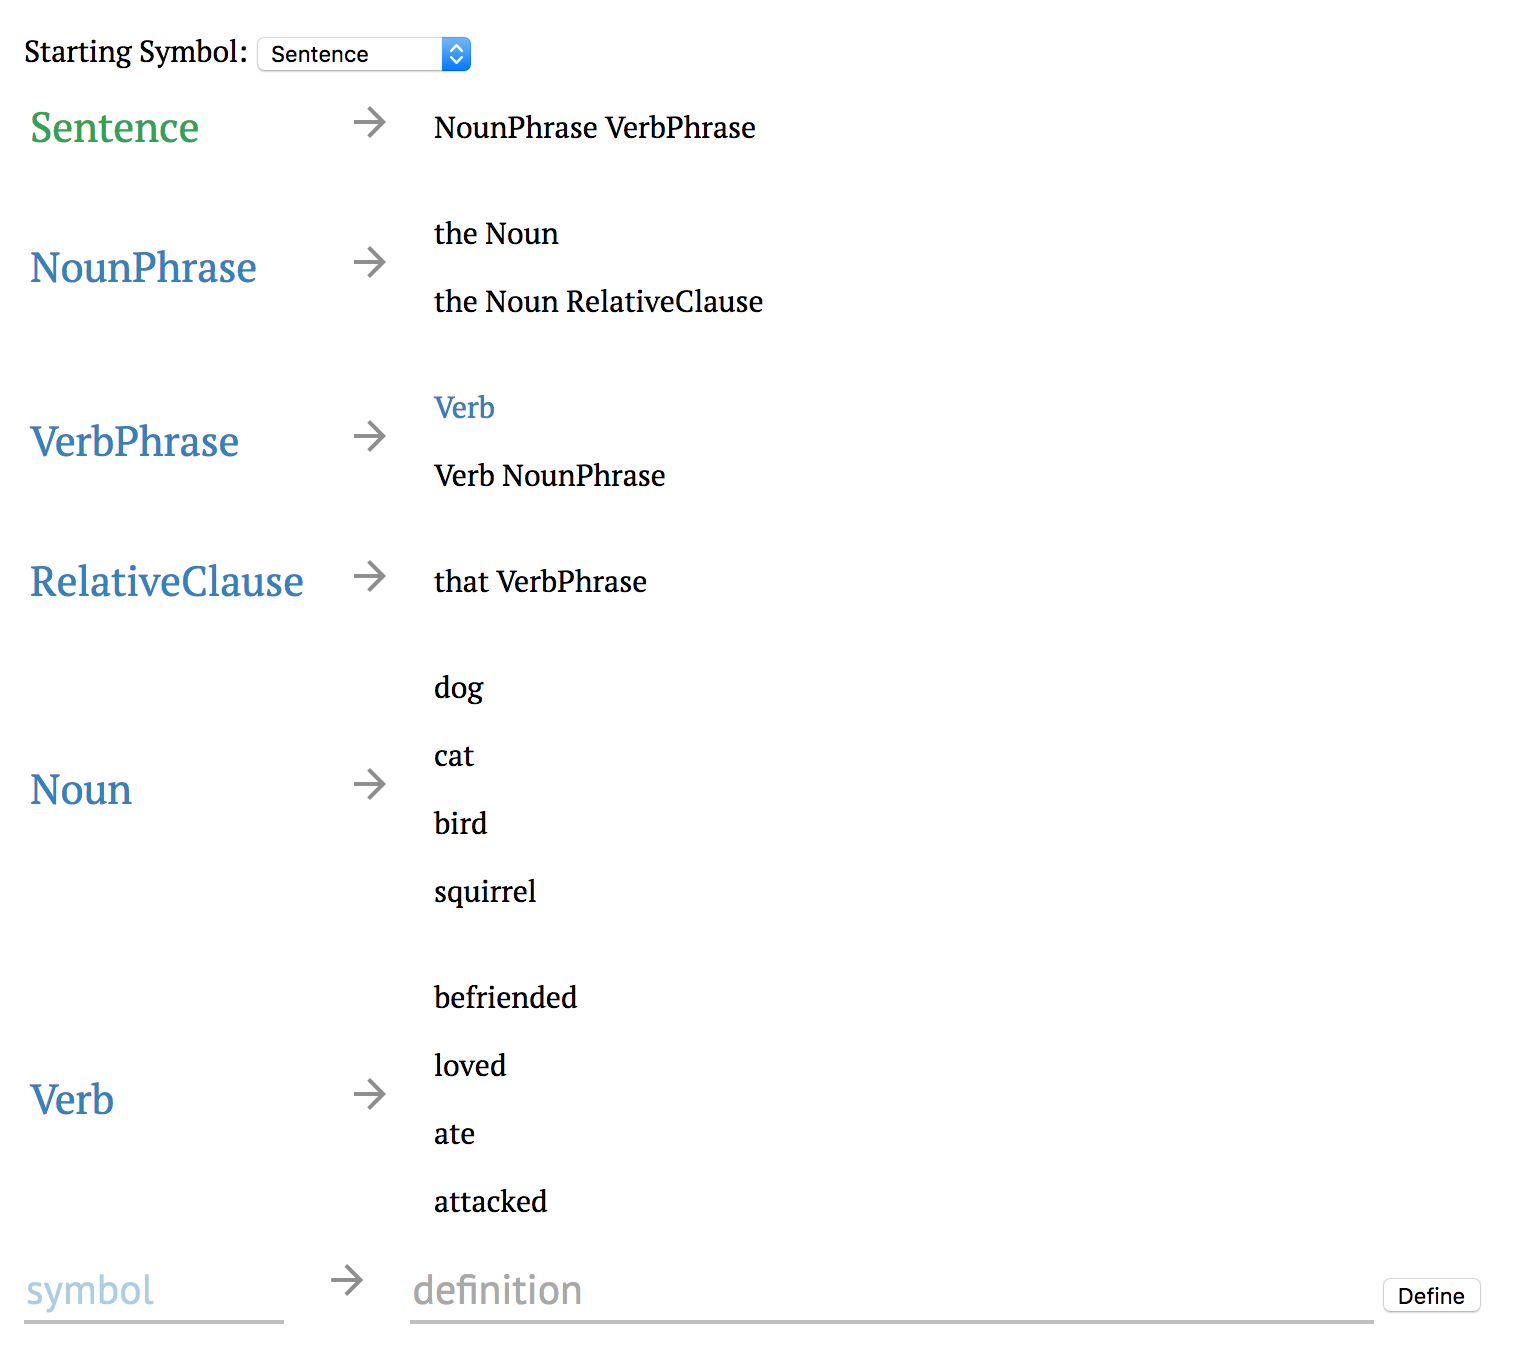 Starting Symbol: Sentence
Sentence → NounPhrase VerbPhrase
NounPhrase → the Noun
the Noun RelativeClause
VerbPhrase → Verb
Verb NounPhrase
RelativeClause → that VerbPhrase
Noun → dog
cat
bird
squirrel
Verb → befriended
loved
ate
attacked
symbol → definition Define